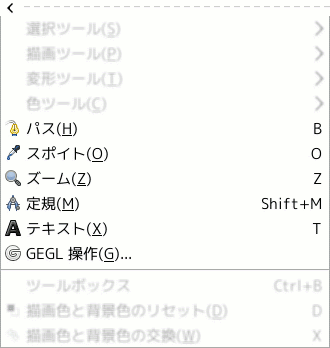 選択ツール(S)
描画ツール(P)
変形ツール(T)
色ツール(C)
パス(H) B
スポイト(O) O
ズーム(Z) Z
定規(M) Shift+M
テキスト(X) T
GEGL 操作(G)...
ツールボックス Ctrl+B
描画色と背景色のリセット(D) D
描画色と背景色の交換(W) X